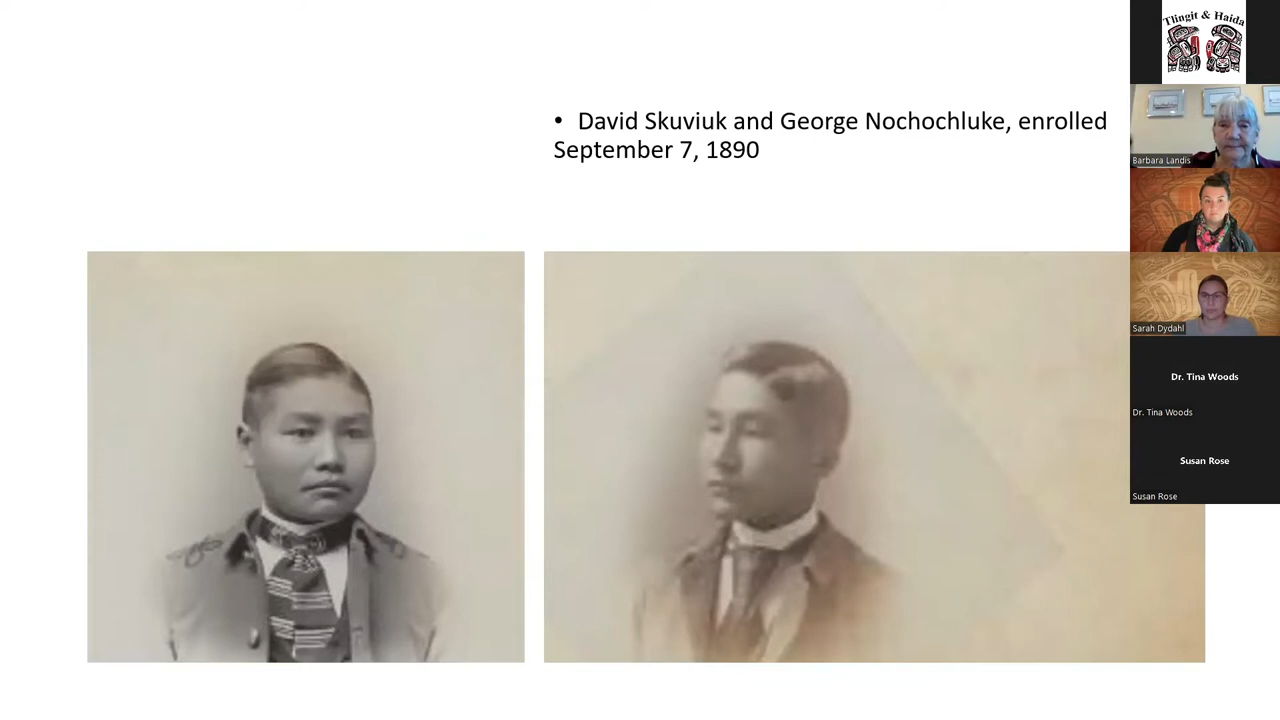 • David Skuviuk and George Nochochluke, enrolled
September 7, 1890
Tlingit & Haida
Barbara Landis
Sarah Dydahl
Dr. Tina Woods
Dr. Tina Woods
Susan Rose
Susan Rose